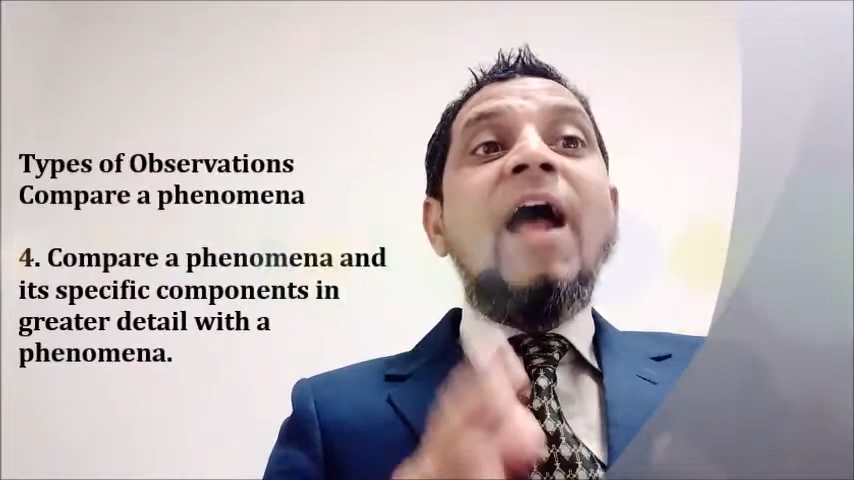 Types of Observations
Compare a phenomena
4. Compare a phenomena and
its specific components in
greater detail with a
phenomena.